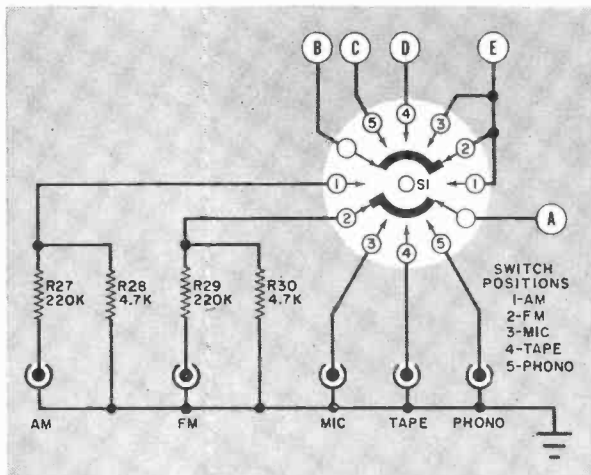 B C D E
5 4 3
2
1 S1 1
2 A
3 4 5
R27
220K
R28
4.7K
R29
220K
R30
4.7K
SWITCH
POSITIONS
1-AM
2-FM
3-MIC
4-TAPE
5-PHONO
AM FM MIC TAPE PHONO